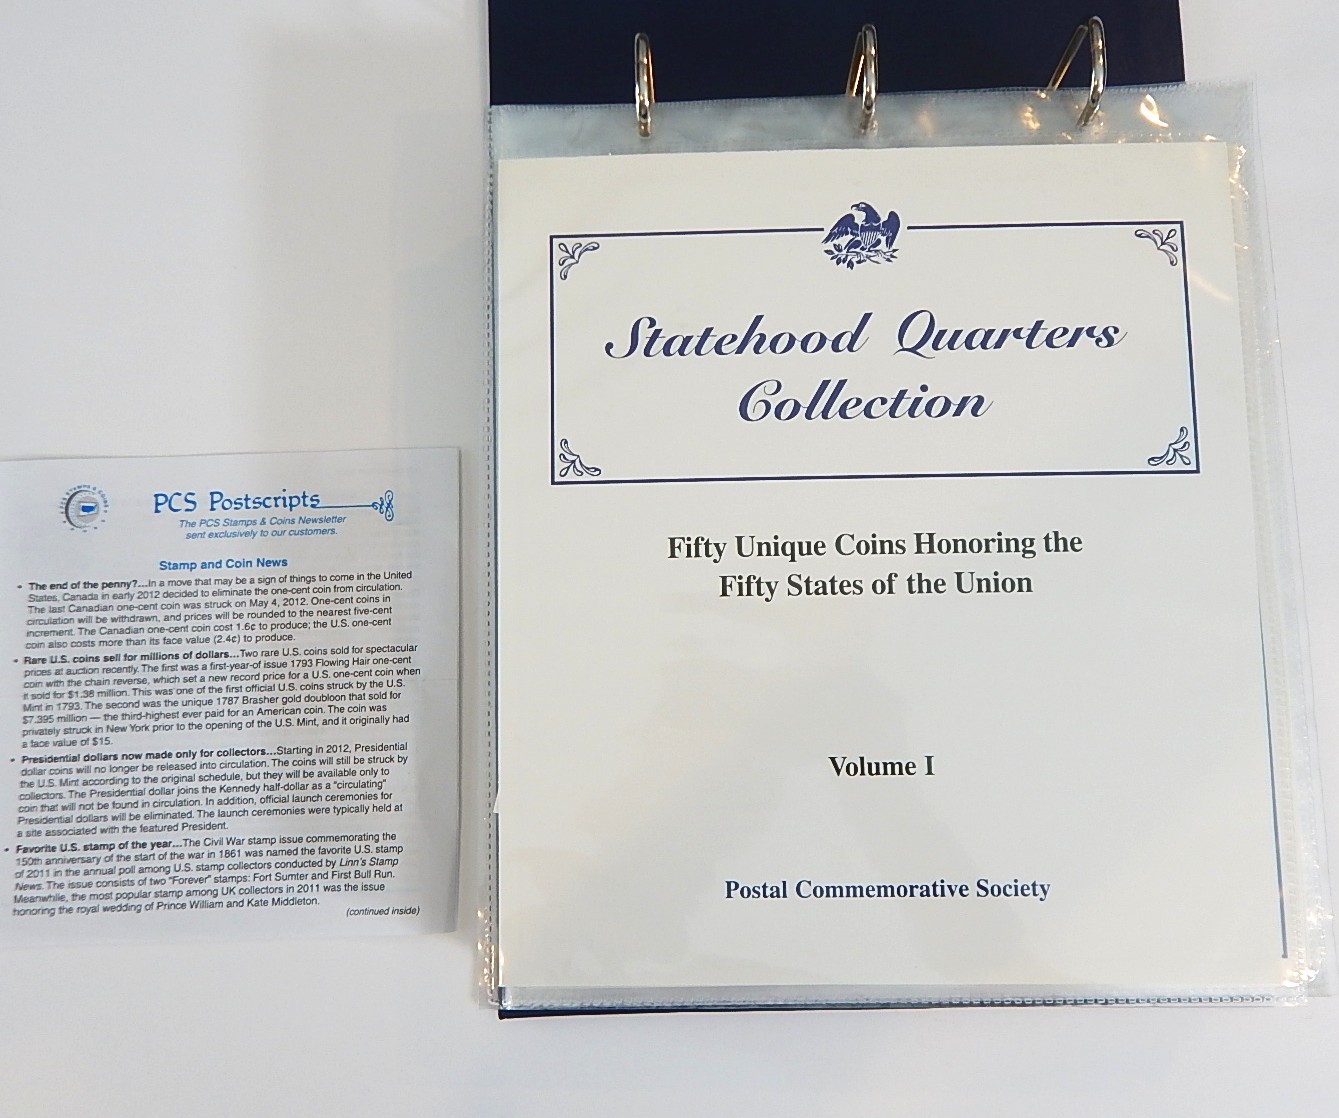 PCS STAMPS & COINS
PCS Postscripts
The PCS Stamps & Coins Newsletter
sent exclusively to our customers.
Stamp and Coin News
• The end of the penny?...In a move that may be a sign of things to come in the United
States, Canada in early 2012 decided to eliminate the one-cent coin from circulation.
The last Canadian one-cent coin was struck on May 4, 2012. One-cent coins in
circulation will be withdrawn, and prices will be rounded to the nearest five-cent
increment. The Canadian one-cent coin cost 1.6¢ to produce; the U.S. one-cent
coin also costs more than its face value (2.4¢) to produce.
• Rare U.S. coins sell for millions of dollars...Two rare U.S. coins sold for spectacular
prices at auction recently. The first was a first-year-of issue 1793 Flowing Hair one-cent
coin with the chain reverse, which set a new record price for a U.S. one-cent coin when
it sold for $1.38 million. This was one of the first official U.S. coins struck by the U.S.
Mint in 1793. The second was the unique 1787 Brasher gold doubloon that sold for
$7.395 million — the third-highest ever paid for an American coin. The coin was
privately struck in New York prior to the opening of the U.S. Mint, and it originally had
a face value of $15.
• Presidential dollars now made only for collectors...Starting in 2012, Presidential
dollar coins will no longer be released into circulation. The coins will still be struck by
the U.S. Mint according to the original schedule, but they will be available only to
collectors. The Presidential dollar joins the Kennedy half-dollar as a "circulating"
coin that will not be found in circulation. In addition, official launch ceremonies for
Presidential dollars will be eliminated. The launch ceremonies were typically held at
a site associated with the featured President.
• Favorite U.S. stamp of the year...The Civil War stamp issue commemorating the
150th anniversary of the start of the war in 1861 was named the favorite U.S. stamp
of 2011 in the annual poll among U.S. stamp collectors conducted by Linn's Stamp
News. The issue consists of two "Forever" stamps: Fort Sumter and First Bull Run.
Meanwhile, the most popular stamp among UK collectors in 2011 was the issue
honoring the royal wedding of Prince William and Kate Middleton.
(continued inside)
Statehood Quarters
Collection
Fifty Unique Coins Honoring the
Fifty States of the Union
Volume I
Postal Commemorative Society